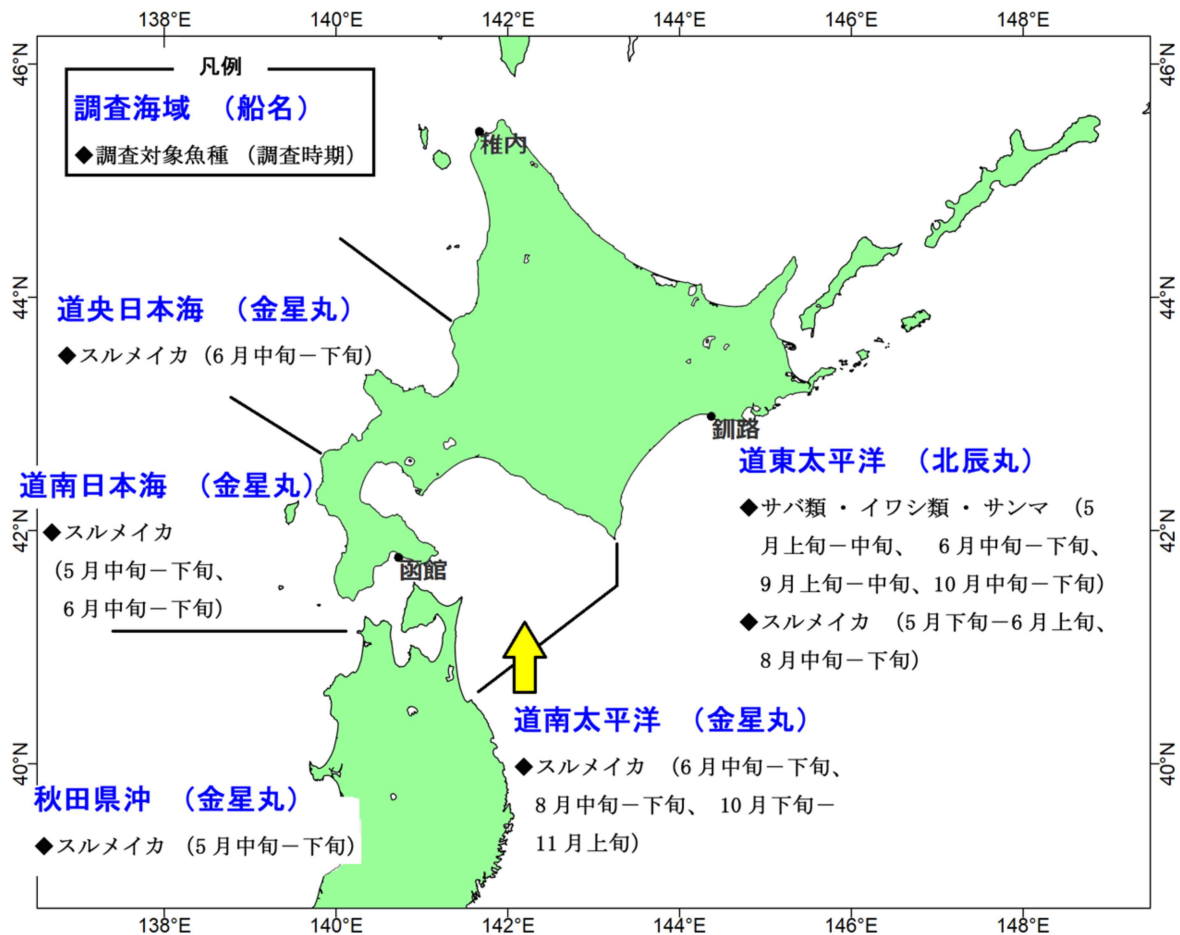 138°E 140°E 142°E 144°E 146°E 148°E
46°N
46°N
凡例
調査海域 （船名）
◆調査対象魚種 （調査時期）
稚内
44°N
44°N
道央日本海 （金星丸）
◆スルメイカ （6月中旬－下旬）
釧路
道東太平洋 （北辰丸）
◆サバ類・イワシ類・サンマ （5
月上旬－中旬、 6月中旬－下旬、
9月上旬－中旬、10月中旬－下旬）
◆スルメイカ （5月下旬－6月上旬、
8月中旬－下旬）
道南日本海 （金星丸）
◆スルメイカ
（5月中旬－下旬、
6月中旬－下旬）
42°N
42°N
函館
道南太平洋 （金星丸）
◆スルメイカ （6月中旬－下旬、
8月中旬－下旬、 10月下旬－
11月上旬）
40°N
40°N
秋田県沖 （金星丸）
◆スルメイカ （5月中旬－下旬）
138°E 140°E 142°E 144°E 146°E 148°E